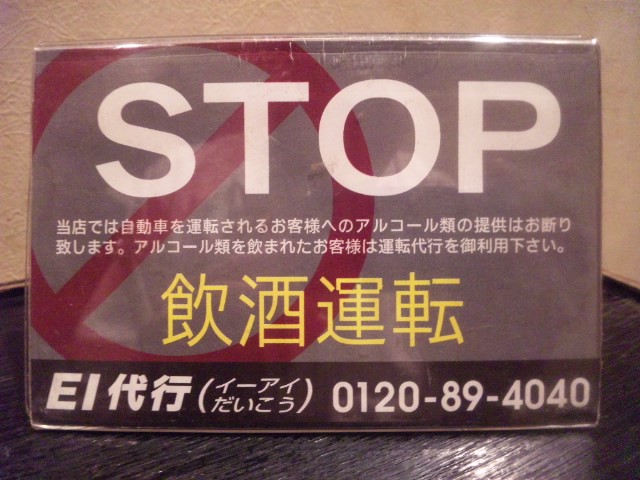 STOP
当店では自動車を運転されるお客様へのアルコール類の提供はお断り
致します。アルコール類を飲まれたお客様は運転代行を御利用下さい。
飲酒運転
EI代行(イーアイだいこう) 0120-89-4040